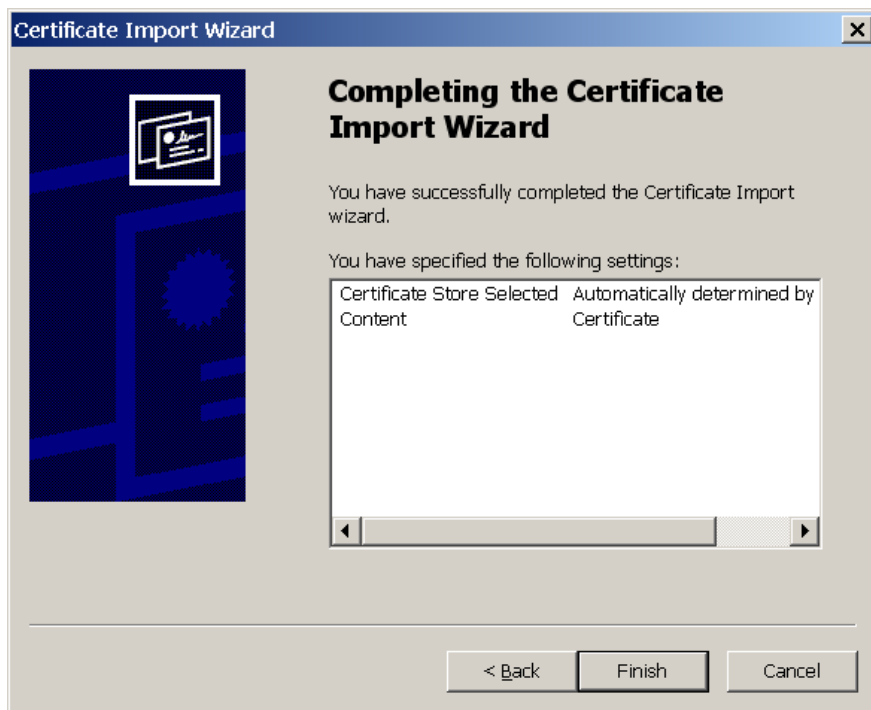 Certificate Import Wizard
Completing the Certificate
Import Wizard
You have successfully completed the Certificate Import
wizard.
You have specified the following settings:
Certificate Store Selected Automatically determined by
Content Certificate
< Back Finish Cancel